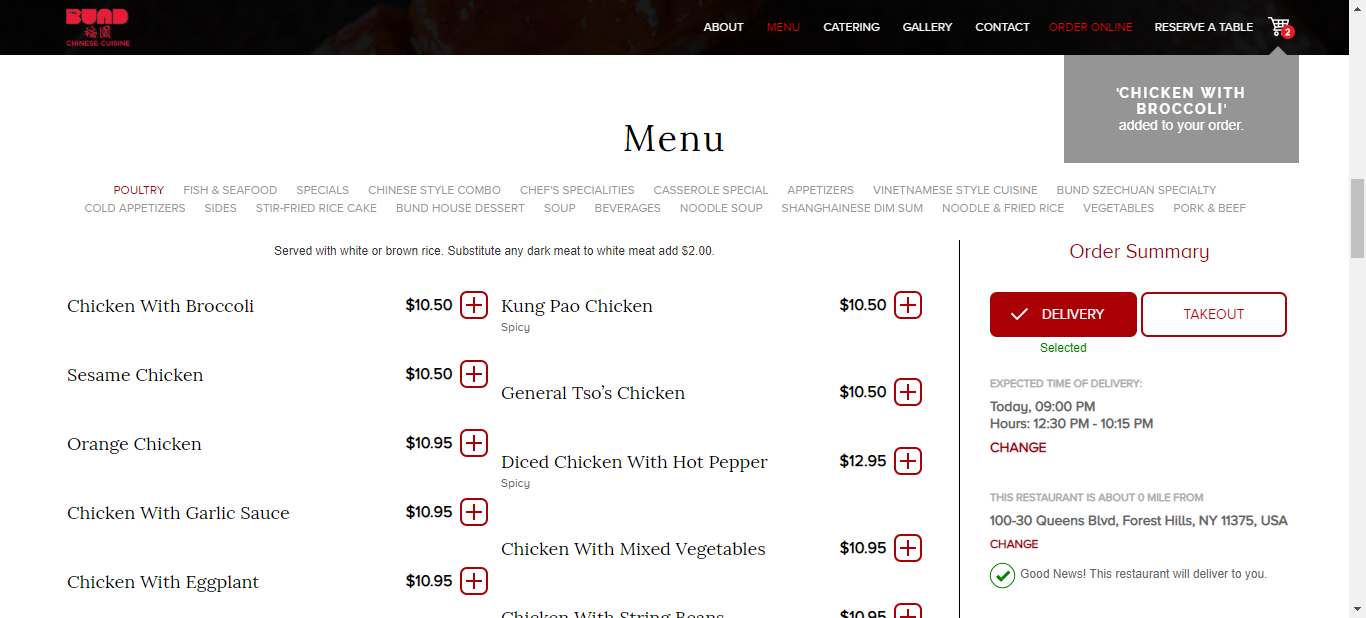 BUND
裕園
CHINESE CUISINE
ABOUT
MENU
CATERING
GALLERY
CONTACT
ORDER ONLINE
RESERVE A TABLE
2
'CHICKEN WITH
BROCCOLI'
added to your order.
Menu
POULTRY FISH & SEAFOOD SPECIALS CHINESE STYLE COMBO CHEF'S SPECIALITIES CASSEROLE SPECIAL APPETIZERS VINETNAMESE STYLE CUISINE BUND SZECHUAN SPECIALTY
COLD APPETIZERS SIDES STIR-FRIED RICE CAKE BUND HOUSE DESSERT SOUP BEVERAGES NOODLE SOUP SHANGHAINESE DIM SUM NOODLE & FRIED RICE VEGETABLES PORK & BEEF
Served with white or brown rice. Substitute any dark meat to white meat add $2.00.
Chicken With Broccoli $10.50
Sesame Chicken $10.50
Orange Chicken $10.95
Chicken With Garlic Sauce $10.95
Chicken With Eggplant $10.95
Kung Pao Chicken $10.50
Spicy
General Tso's Chicken $10.50
Diced Chicken With Hot Pepper $12.95
Spicy
Chicken With Mixed Vegetables $10.95
Chicken With String Beans $10.95
Order Summary
DELIVERY
TAKEOUT
Selected
EXPECTED TIME OF DELIVERY:
Today, 09:00 PM
Hours: 12:30 PM - 10:15 PM
CHANGE
THIS RESTAURANT IS ABOUT 0 MILE FROM
100-30 Queens Blvd, Forest Hills, NY 11375, USA
CHANGE
Good News! This restaurant will deliver to you.